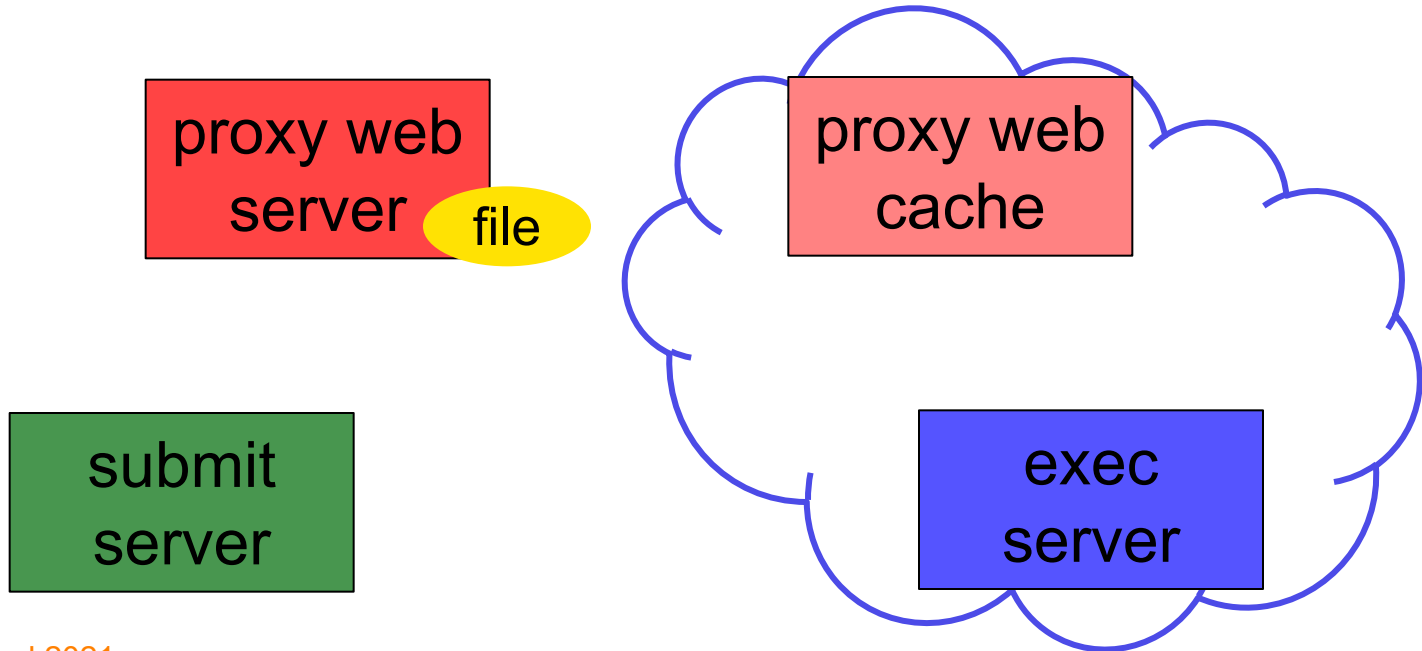 proxy web
server
file
proxy web
cache
submit
server
exec
server